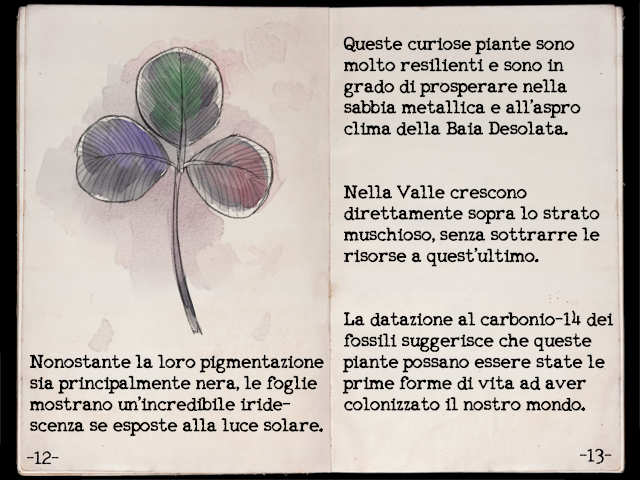 Nonostante la loro pigmentazione
sia principalmente nera, le foglie
mostrano un'incredibile iride-
scenza se esposte alla luce solare.
-12-
Queste curiose piante sono
molto resilienti e sono in
grado di prosperare nella
sabbia metallica e all'aspro
clima della Baia Desolata.
Nella Valle crescono
direttamente sopra lo strato
muschioso, senza sottrarre le
risorse a quest'ultimo.
La datazione al carbonio-14 dei
fossili suggerisce che queste
piante possano essere state le
prime forme di vita ad aver
colonizzato il nostro mondo.
-13-